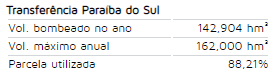 Transferência Paraíba do Sul
Vol. bombeado no ano 142,904 hm³
Vol. máximo anual 162,000 hm³
Parcela utilizada 88,21%